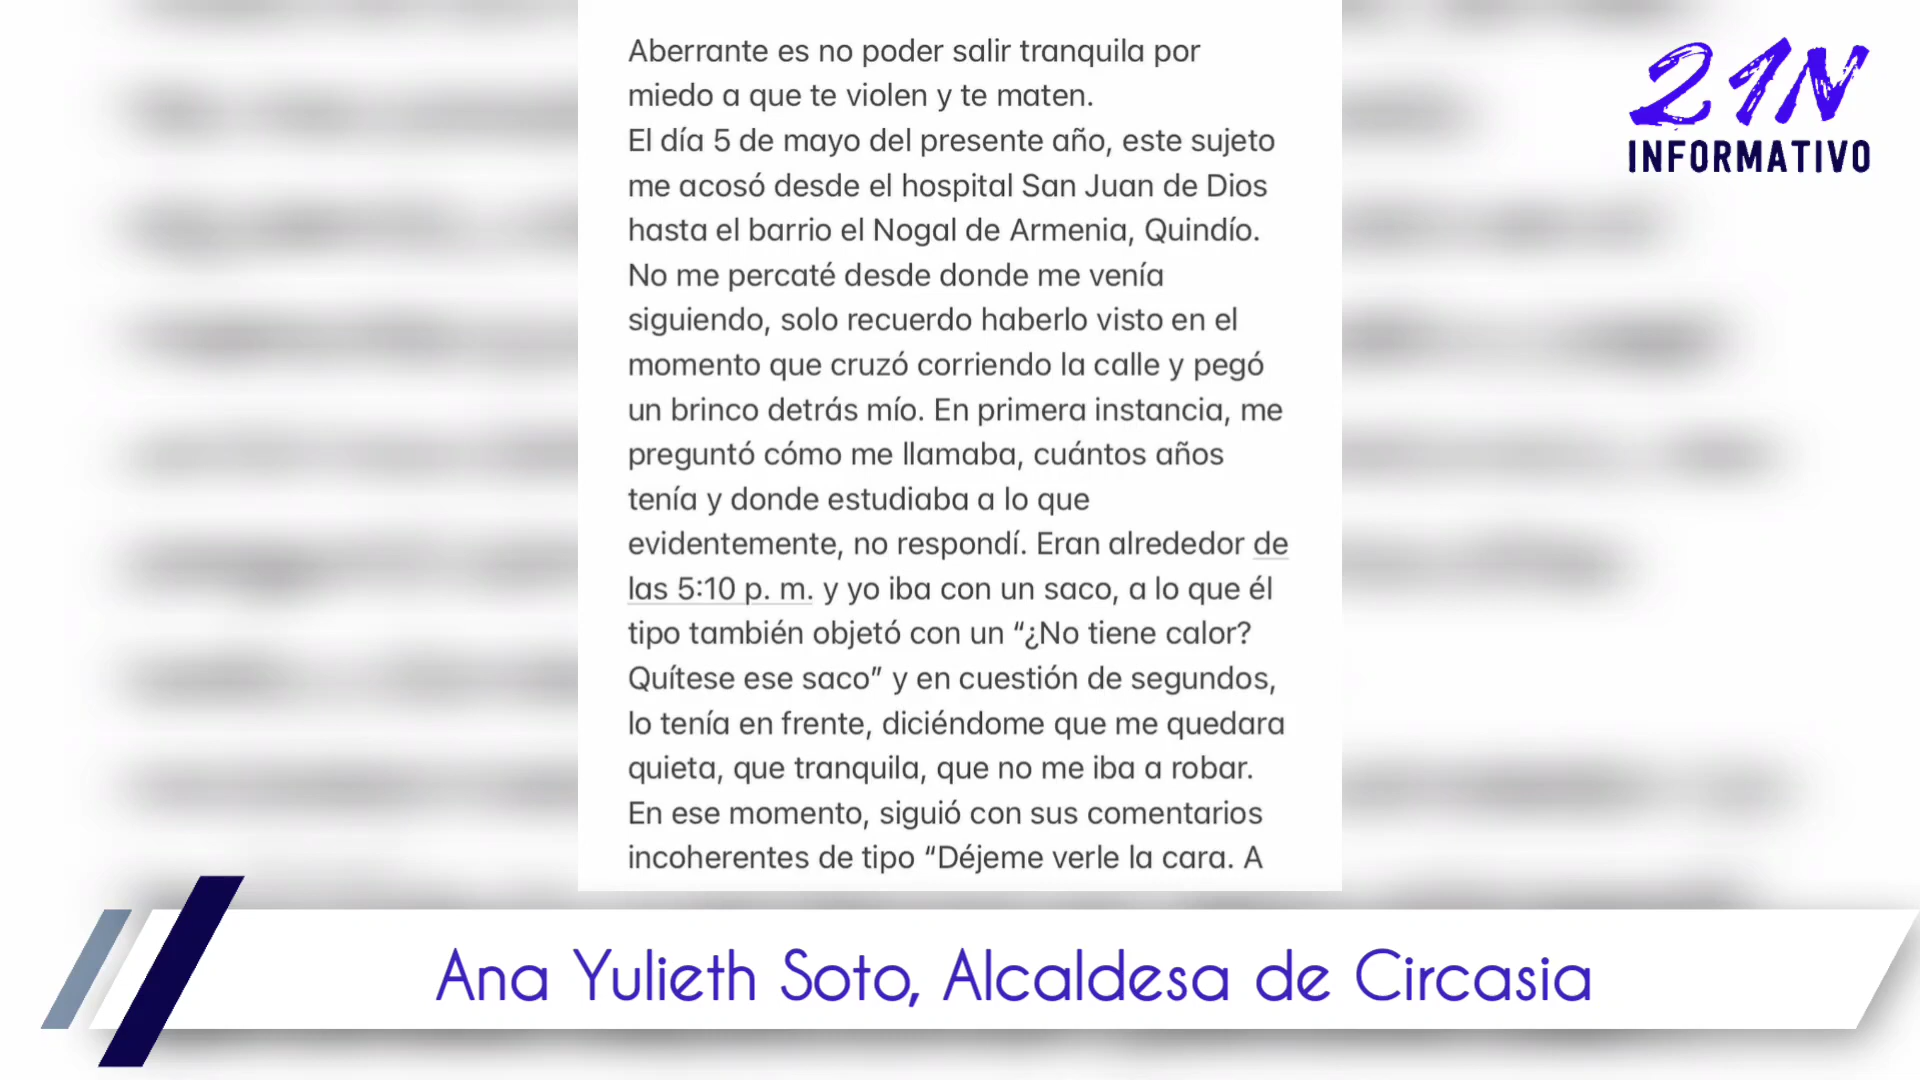 Aberrante es no poder salir tranquila por
miedo a que te violen y te maten.
El día 5 de mayo del presente año, este sujeto
me acosó desde el hospital San Juan de Dios
hasta el barrio el Nogal de Armenia, Quindío.
No me percaté desde donde me venía
siguiendo, solo recuerdo haberlo visto en el
momento que cruzó corriendo la calle y pegó
un brinco detrás mío. En primera instancia, me
preguntó cómo me llamaba, cuántos años
tenía y donde estudiaba a lo que
evidentemente, no respondí. Eran alrededor de
las 5:10 p. m. y yo iba con un saco, a lo que él
tipo también objetó con un “¿No tiene calor?
Quítese ese saco” y en cuestión de segundos,
lo tenía en frente, diciéndome que me quedara
quieta, que tranquila, que no me iba a robar.
En ese momento, siguió con sus comentarios
incoherentes de tipo “Déjeme verle la cara. A
21N
INFORMATIVO
Ana Yulieth Soto, Alcaldesa de Circasia